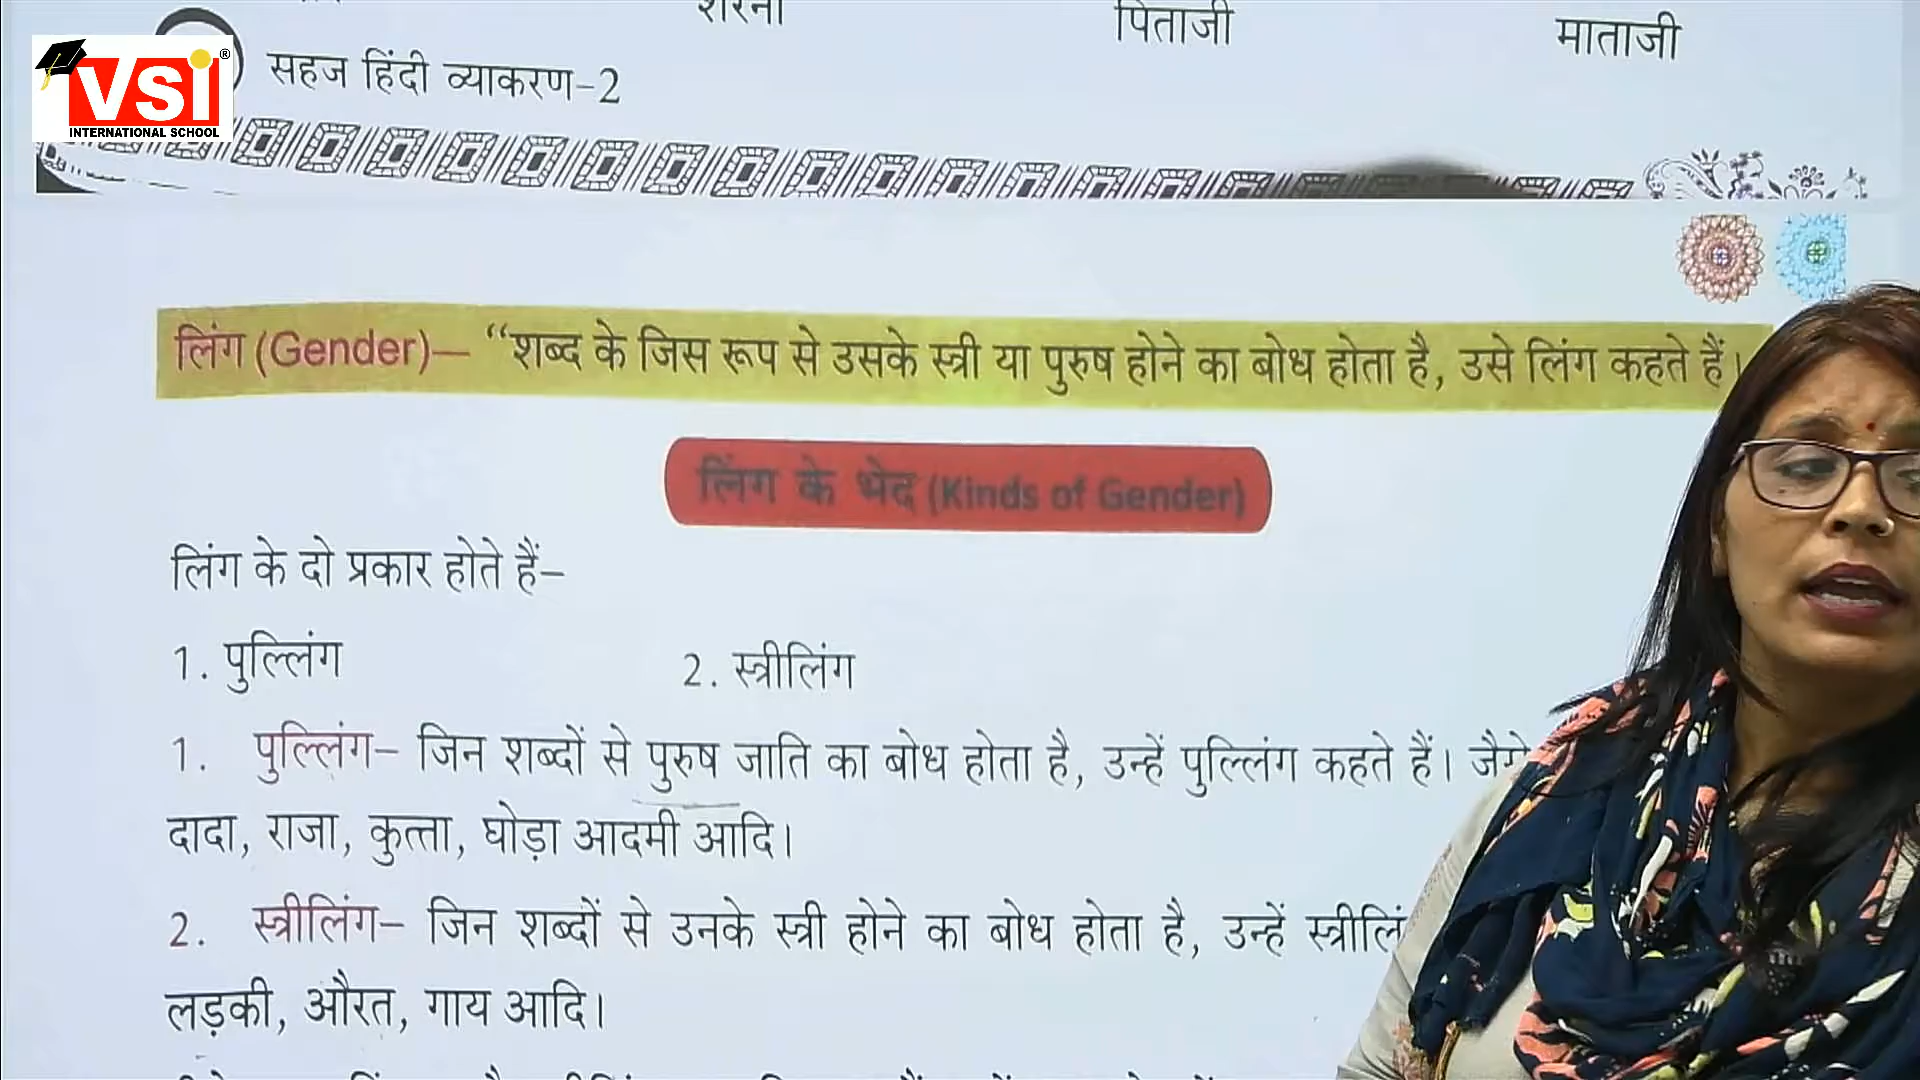 पिताजी
माताजी
VSI®
INTERNATIONAL SCHOOL
सहज हिंदी व्याकरण-2
लिंग (Gender)— “शब्द के जिस रूप से उसके स्त्री या पुरुष होने का बोध होता है, उसे लिंग कहते हैं।
लिंग के भेद (Kinds of Gender)
लिंग के दो प्रकार होते हैं–
1. पुल्लिंग 2. स्त्रीलिंग
1. पुल्लिंग– जिन शब्दों से पुरुष जाति का बोध होता है, उन्हें पुल्लिंग कहते हैं।
दादा, राजा, कुत्ता, घोड़ा आदमी आदि।
2. स्त्रीलिंग– जिन शब्दों से उनके स्त्री होने का बोध होता है, उन्हें
लड़की, औरत, गाय आदि।